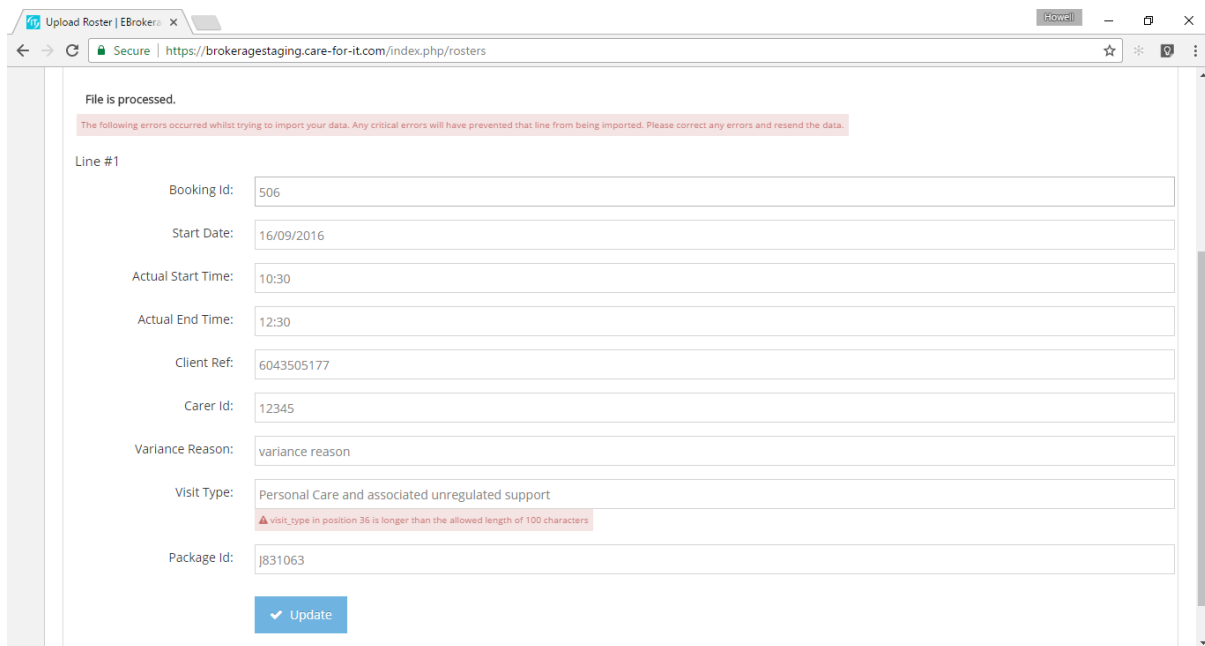 Upload Roster | EBrokera
Howell
Secure | https://brokeragestaging.care-for-it.com/index.php/rosters
File is processed.
The following errors occurred whilst trying to import your data. Any critical errors will have prevented that line from being imported. Please correct any errors and resend the data.
Line #1
Booking Id: 506
Start Date: 16/09/2016
Actual Start Time: 10:30
Actual End Time: 12:30
Client Ref: 6043505177
Carer Id: 12345
Variance Reason: variance reason
Visit Type: Personal Care and associated unregulated support
visit_type in position 36 is longer than the allowed length of 100 characters
Package Id: J831063
Update